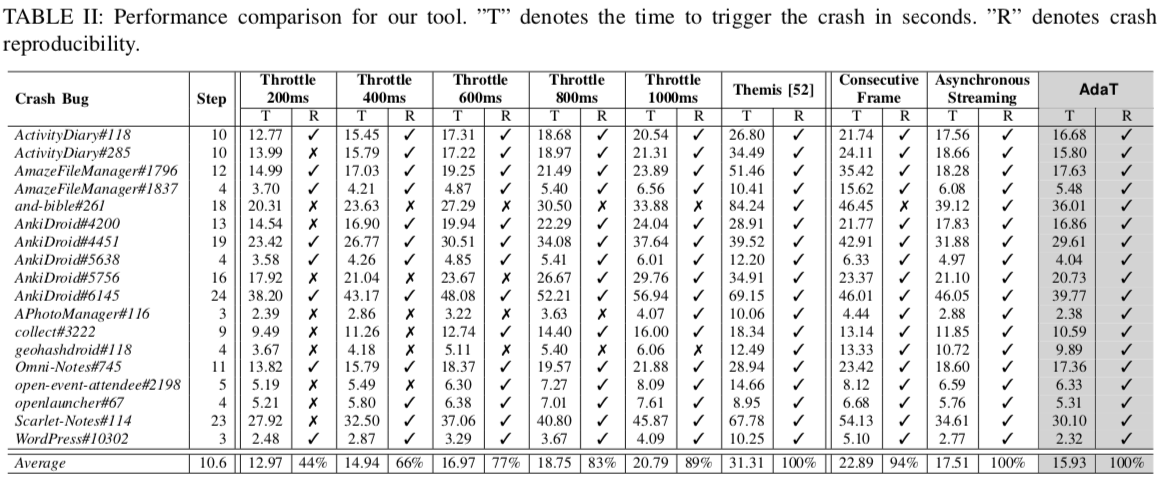 TABLE II: Performance comparison for our tool. ”T” denotes the time to trigger the crash in seconds. ”R” denotes crash
reproducibility.
Crash Bug Step Throttle 200ms Throttle 400ms Throttle 600ms Throttle 800ms Throttle 1000ms Themis [52] Consecutive Frame Asynchronous Streaming AdaT
T R T R T R T R T R T R T R T R T R
ActivityDiary#118 10 12.77 ✓ 15.45 ✓ 17.31 ✓ 18.68 ✓ 20.54 ✓ 26.80 ✓ 21.74 ✓ 17.56 ✓ 16.68 ✓
ActivityDiary#285 10 13.99 ✗ 15.79 ✓ 17.22 ✓ 18.97 ✓ 21.31 ✓ 34.49 ✓ 24.11 ✓ 18.66 ✓ 15.80 ✓
AmazeFileManager#1796 12 14.99 ✓ 17.03 ✓ 19.25 ✓ 21.49 ✓ 23.89 ✓ 51.46 ✓ 35.42 ✓ 18.28 ✓ 17.63 ✓
AmazeFileManager#1837 4 3.70 ✓ 4.21 ✓ 4.87 ✓ 5.40 ✓ 6.56 ✓ 10.41 ✓ 15.62 ✓ 6.08 ✓ 5.48 ✓
and-bible#261 18 20.31 ✗ 23.63 ✗ 27.29 ✗ 30.50 ✗ 33.88 ✗ 84.24 ✓ 46.45 ✗ 39.12 ✓ 36.01 ✓
AnkiDroid#4200 13 14.54 ✗ 16.90 ✓ 19.94 ✓ 22.29 ✓ 24.04 ✓ 28.91 ✓ 21.77 ✓ 17.83 ✓ 16.86 ✓
AnkiDroid#4451 19 23.42 ✓ 26.77 ✓ 30.51 ✓ 34.08 ✓ 37.64 ✓ 39.52 ✓ 42.91 ✓ 31.88 ✓ 29.61 ✓
AnkiDroid#5638 4 3.58 ✓ 4.26 ✓ 4.85 ✓ 5.41 ✓ 6.01 ✓ 12.20 ✓ 6.33 ✓ 4.97 ✓ 4.04 ✓
AnkiDroid#5756 16 17.92 ✗ 21.04 ✗ 23.67 ✗ 26.67 ✓ 29.76 ✓ 34.91 ✓ 23.37 ✓ 21.10 ✓ 20.73 ✓
AnkiDroid#6145 24 38.20 ✓ 43.17 ✓ 48.08 ✓ 52.21 ✓ 56.94 ✓ 69.15 ✓ 46.01 ✓ 46.05 ✓ 39.77 ✓
APhotoManager#116 3 2.39 ✗ 2.86 ✗ 3.22 ✗ 3.63 ✗ 4.07 ✓ 10.06 ✓ 4.44 ✓ 2.88 ✓ 2.38 ✓
collect#3222 9 9.49 ✗ 11.26 ✗ 12.74 ✓ 14.40 ✓ 16.00 ✓ 18.34 ✓ 13.14 ✓ 11.85 ✓ 10.59 ✓
geohashdroid#118 4 3.67 ✗ 4.18 ✗ 5.11 ✗ 5.40 ✗ 6.06 ✗ 12.49 ✓ 13.33 ✓ 10.72 ✓ 9.89 ✓
Omni-Notes#745 11 13.82 ✓ 15.79 ✓ 18.37 ✓ 19.57 ✓ 21.88 ✓ 28.94 ✓ 23.42 ✓ 18.60 ✓ 17.36 ✓
open-event-attendee#2198 5 5.19 ✗ 5.49 ✗ 6.30 ✓ 7.27 ✓ 8.09 ✓ 14.66 ✓ 8.12 ✓ 6.59 ✓ 6.33 ✓
openlauncher#67 4 5.21 ✗ 5.80 ✓ 6.38 ✓ 7.01 ✓ 7.61 ✓ 8.95 ✓ 6.68 ✓ 5.76 ✓ 5.31 ✓
Scarlet-Notes#114 23 27.92 ✗ 32.50 ✓ 37.06 ✓ 40.80 ✓ 45.87 ✓ 67.78 ✓ 54.13 ✓ 34.61 ✓ 30.10 ✓
WordPress#10302 3 2.48 ✓ 2.87 ✓ 3.29 ✓ 3.67 ✓ 4.09 ✓ 10.25 ✓ 5.10 ✓ 2.77 ✓ 2.32 ✓
Average 10.6 12.97 44% 14.94 66% 16.97 77% 18.75 83% 20.79 89% 31.31 100% 22.89 94% 17.51 100% 15.93 100%